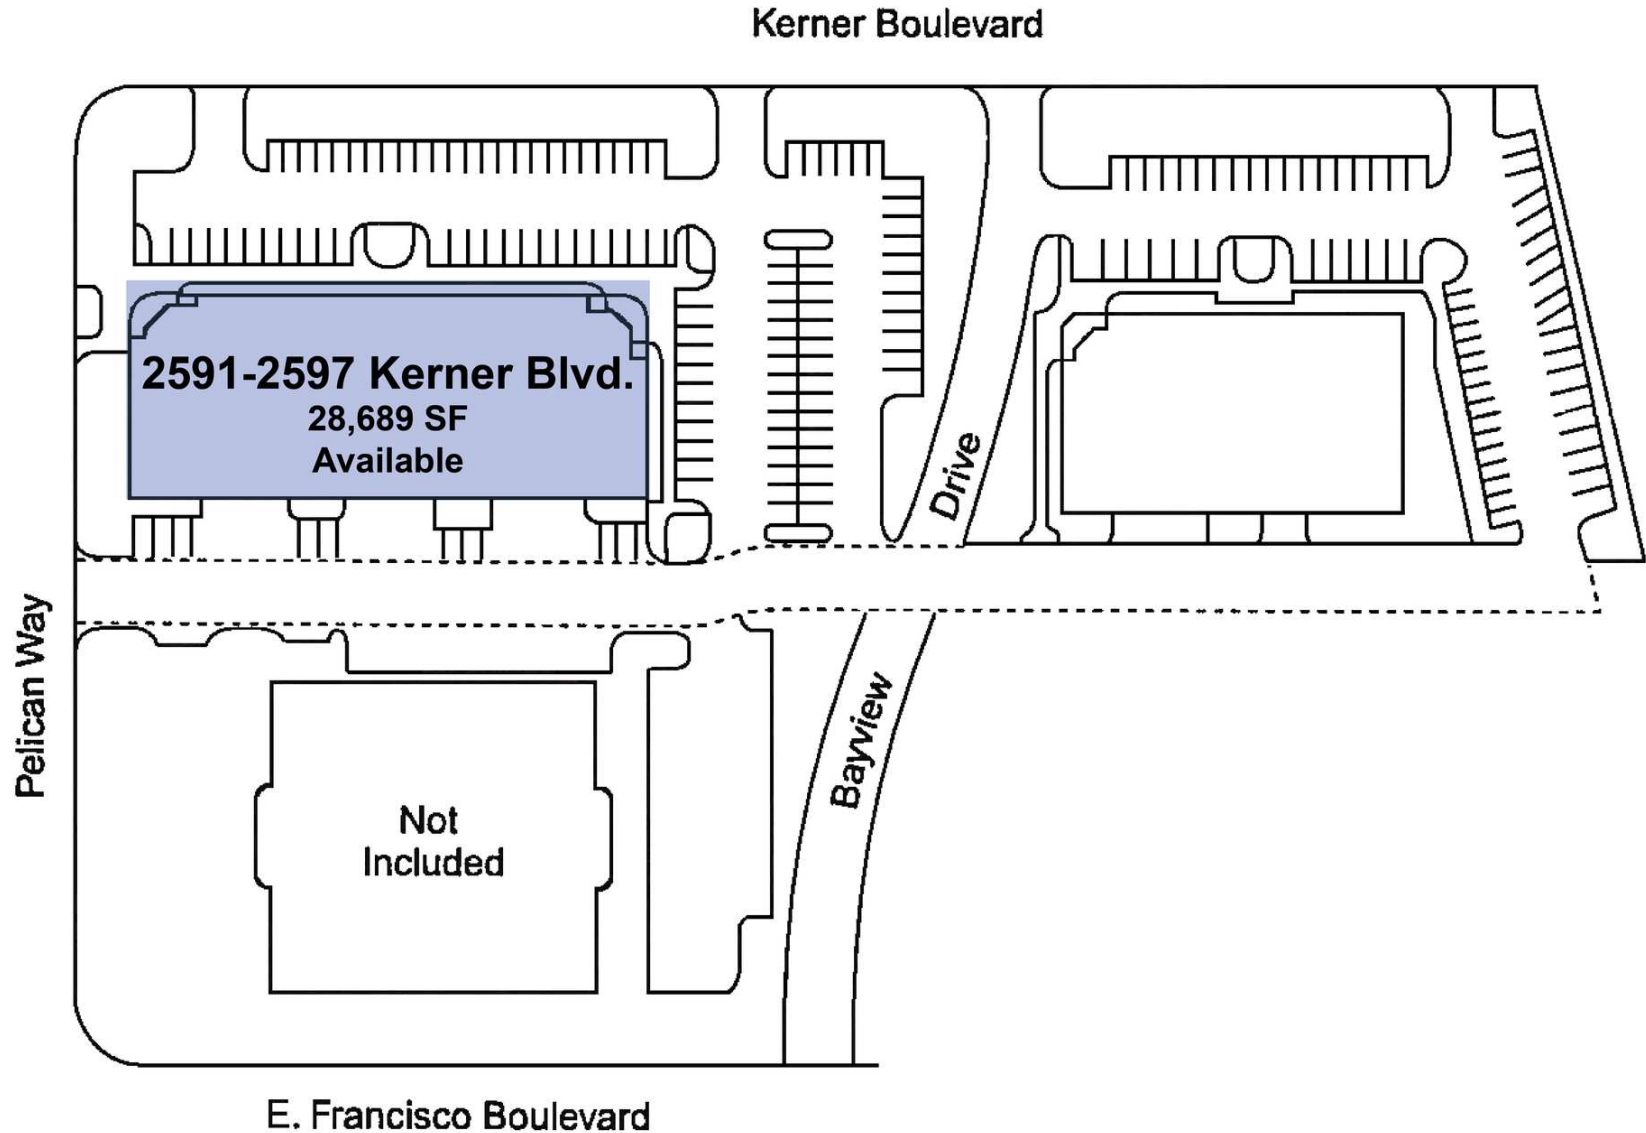 Kerner Boulevard
2591-2597 Kerner Blvd.
28,689 SF
Available
Drive
Pelican Way
Bayview
Not
Included
E. Francisco Boulevard